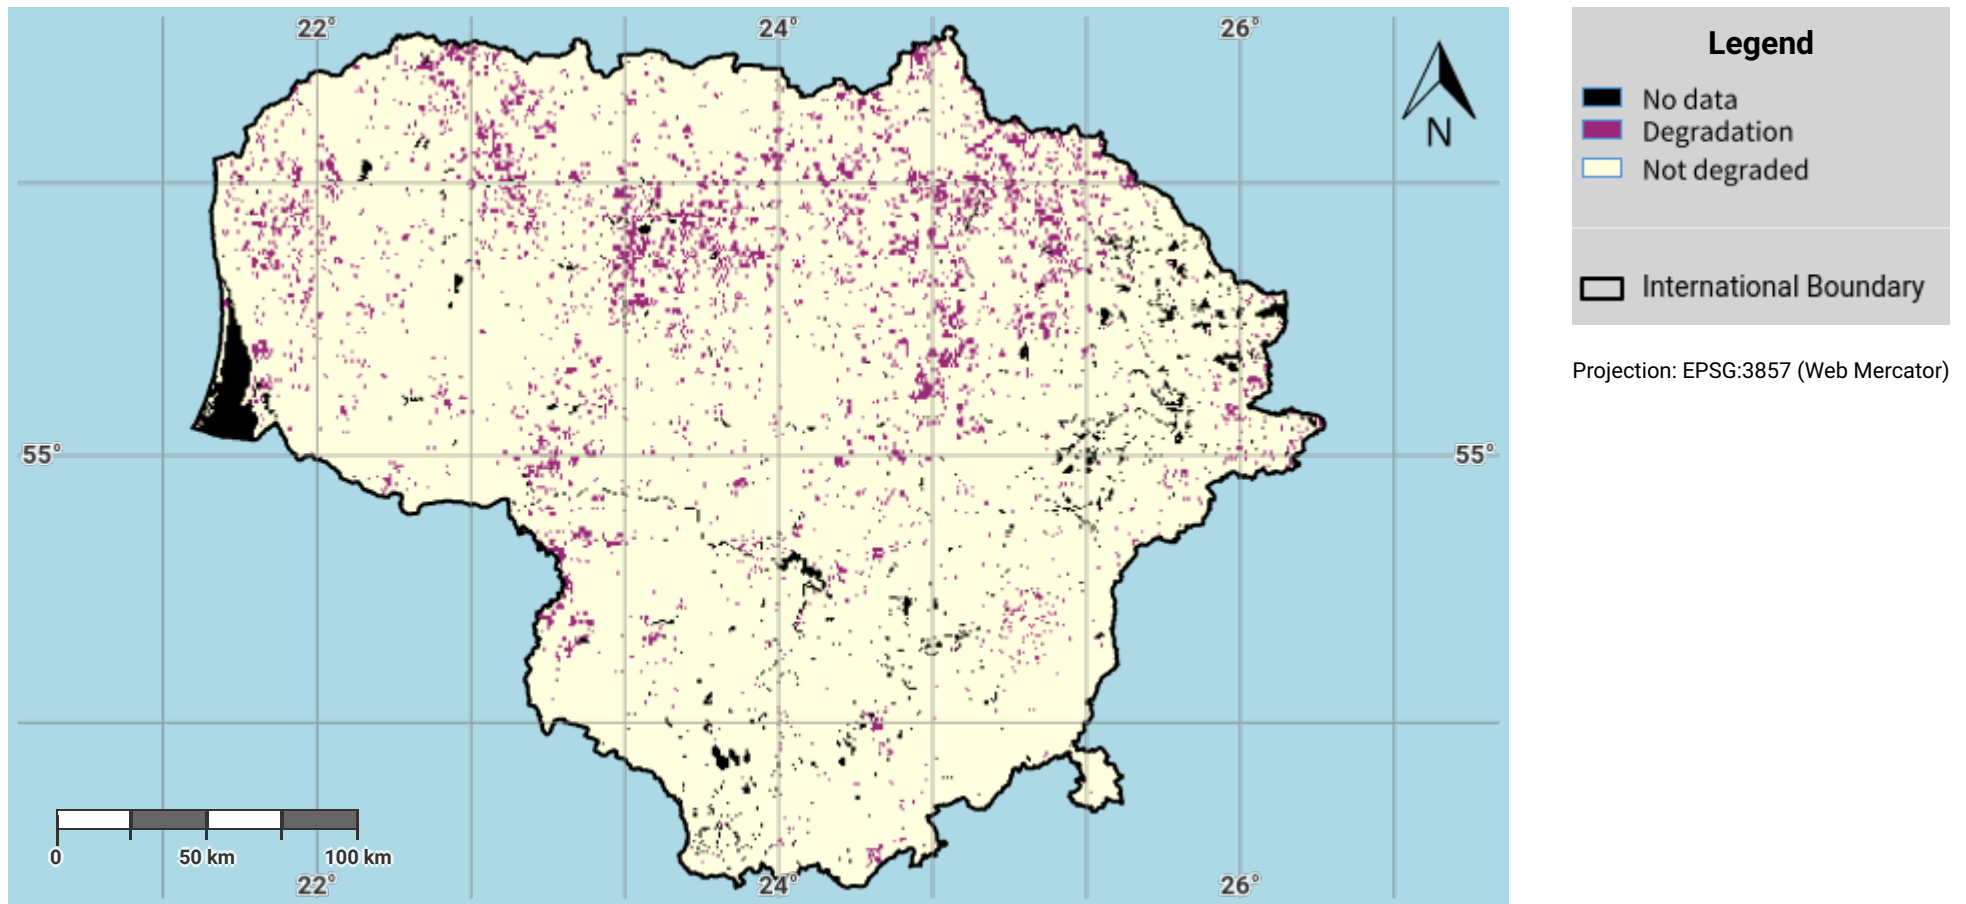 22° 24° 26°
N
55° 55°
0 50 km 100 km
22° 24° 26°
Legend
No data
Degradation
Not degraded
International Boundary
Projection: EPSG:3857 (Web Mercator)